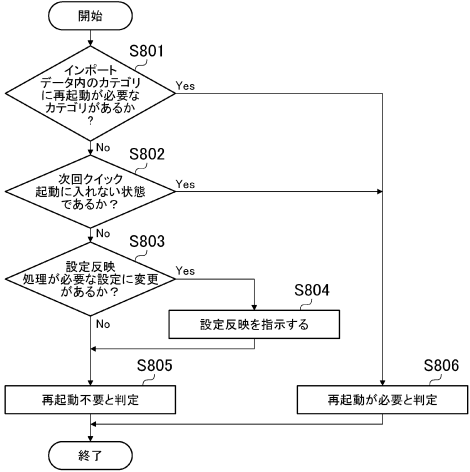 開始
S801
インポート
データ内のカテゴリ
に再起動が必要な
カテゴリがあるか
?
Yes
No
S802
次回クイック
起動に入れない状態
であるか?
Yes
No
S803
設定反映
処理が必要な設定に変更
があるか?
Yes
No
S804
設定反映を指示する
S805
再起動不要と判定
S806
再起動が必要と判定
終了